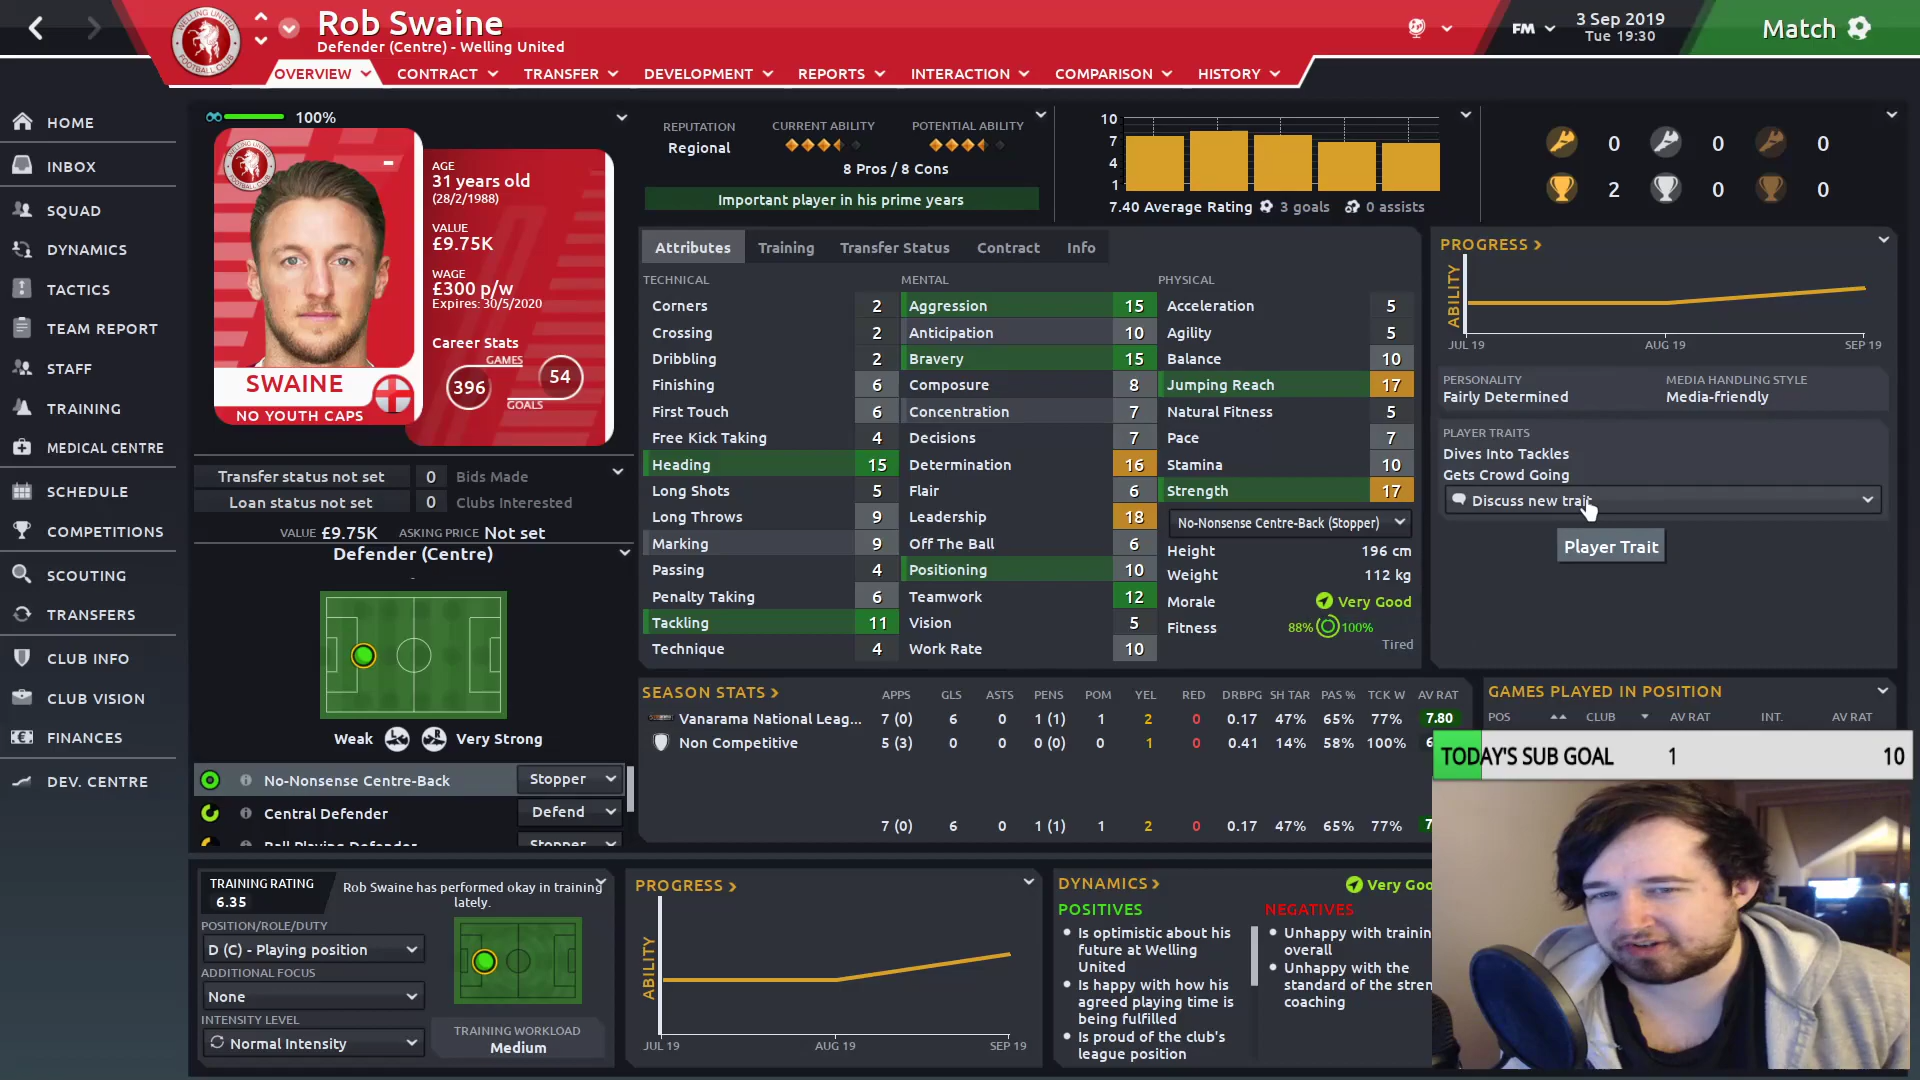 Rob Swaine
Defender (Centre) - Welling United
FM
3 Sep 2019
Tue 19:30
Match
OVERVIEW CONTRACT TRANSFER DEVELOPMENT REPORTS INTERACTION COMPARISON HISTORY
HOME
INBOX
SQUAD
DYNAMICS
TACTICS
TEAM REPORT
STAFF
TRAINING
MEDICAL CENTRE
SCHEDULE
COMPETITIONS
SCOUTING
TRANSFERS
CLUB INFO
CLUB VISION
FINANCES
DEV. CENTRE
100%
AGE
31 years old
(28/2/1988)
VALUE
£9.75K
WAGE
£300 p/w
Expires: 30/5/2020
Career Stats
GAMES
396
54
GOALS
SWAINE
NO YOUTH CAPS
Transfer status not set 0 Bids Made
Loan status not set 0 Clubs Interested
VALUE £9.75K ASKING PRICE Not set
Defender (Centre)
-
Weak Very Strong
No-Nonsense Centre-Back Stopper
Central Defender Defend
REPUTATION
Regional
CURRENT ABILITY
POTENTIAL ABILITY
8 Pros / 8 Cons
Important player in his prime years
10
7
4
1
7.40 Average Rating 3 goals 0 assists
0 0 0
2 0 0
Attributes Training Transfer Status Contract Info
TECHNICAL
Corners 2
Crossing 2
Dribbling 2
Finishing 6
First Touch 6
Free Kick Taking 4
Heading 15
Long Shots 5
Long Throws 9
Marking 9
Passing 4
Penalty Taking 6
Tackling 11
Technique 4
MENTAL
Aggression 15
Anticipation 10
Bravery 15
Composure 8
Concentration 7
Decisions 7
Determination 16
Flair 6
Leadership 18
Off The Ball 6
Positioning 10
Teamwork 12
Vision 5
Work Rate 10
PHYSICAL
Acceleration 5
Agility 5
Balance 10
Jumping Reach 17
Natural Fitness 5
Pace 7
Stamina 10
Strength 17
No-Nonsense Centre-Back (Stopper)
Height 196 cm
Weight 112 kg
Morale Very Good
Fitness 88% 100%
Tired
PROGRESS
ABILITY
JUL 19 AUG 19 SEP 19
PERSONALITY
Fairly Determined
MEDIA HANDLING STYLE
Media-friendly
PLAYER TRAITS
Dives Into Tackles
Gets Crowd Going
Discuss new trait
Player Trait
SEASON STATS APPS GLS ASTS PENS POM YEL RED DRBPG SH TAR PAS % TCK W AV RAT
Vanarama National Leag... 7 (0) 6 0 1 (1) 1 2 0 0.17 47% 65% 77% 7.80
Non Competitive 5 (3) 0 0 0 (0) 0 1 0 0.41 14% 58% 100%
7 (0) 6 0 1 (1) 1 2 0 0.17 47% 65% 77%
GAMES PLAYED IN POSITION
POS CLUB AV RAT INT. AV RAT
TODAY'S SUB GOAL 1 10
TRAINING RATING
6.35
Rob Swaine has performed okay in training
lately.
POSITION/ROLE/DUTY
D (C) - Playing position
ADDITIONAL FOCUS
None
INTENSITY LEVEL
Normal Intensity
TRAINING WORKLOAD
Medium
PROGRESS
ABILITY
JUL 19 AUG 19 SEP 19
DYNAMICS Very Goo
POSITIVES
Is optimistic about his
future at Welling
United
Is happy with how his
agreed playing time is
being fulfilled
Is proud of the club's
league position
NEGATIVES
Unhappy with trainin
overall
Unhappy with the
standard of the stren
coaching